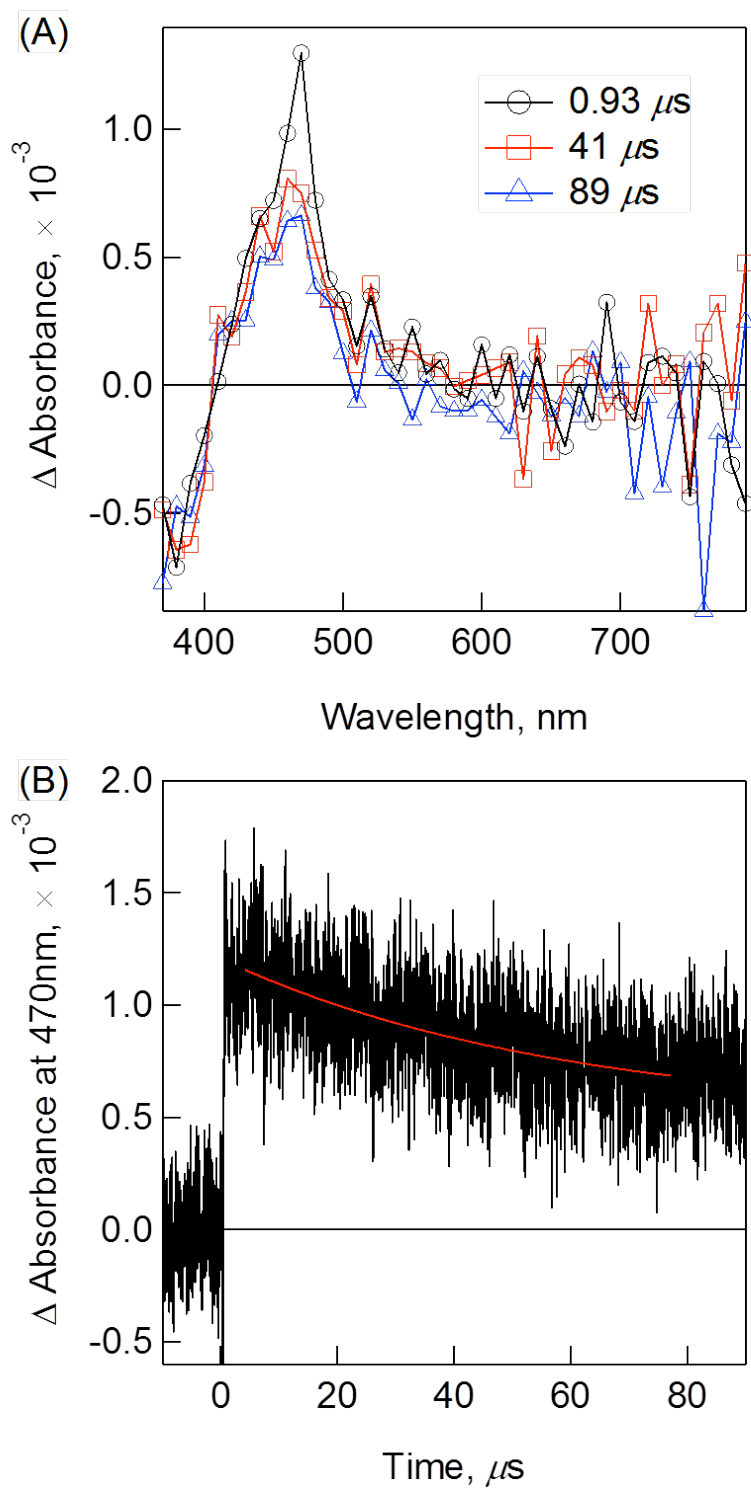 (A)
Δ Absorbance, × 10⁻³
1.0
0.5
0.0
-0.5
0.93 μs
41 μs
89 μs
400
500
600
700
Wavelength, nm
(B)
Δ Absorbance at 470nm, × 10⁻³
2.0
1.5
1.0
0.5
0.0
-0.5
0
20
40
60
80
Time, μs